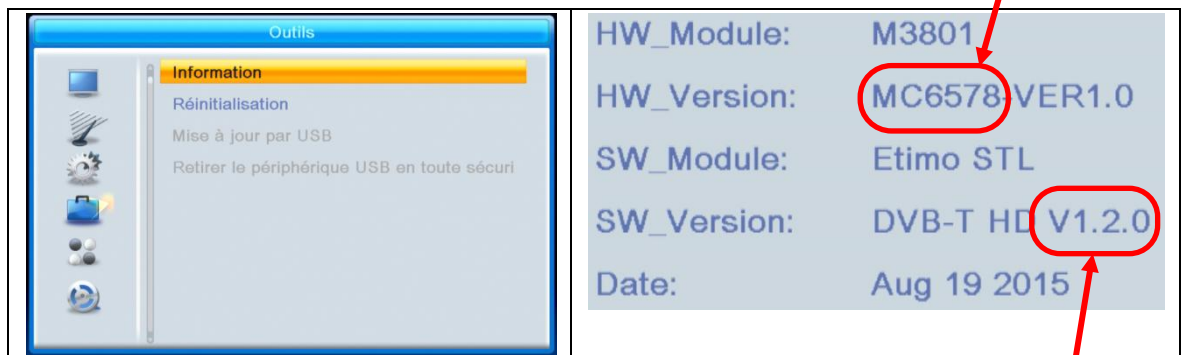 Outils
Information
Réinitialisation
Mise à jour par USB
Retirer le périphérique USB en toute sécuri
HW_Module: M3801
HW_Version: MC6578-VER1.0
SW_Module: Etimo STL
SW_Version: DVB-T HD V1.2.0
Date: Aug 19 2015